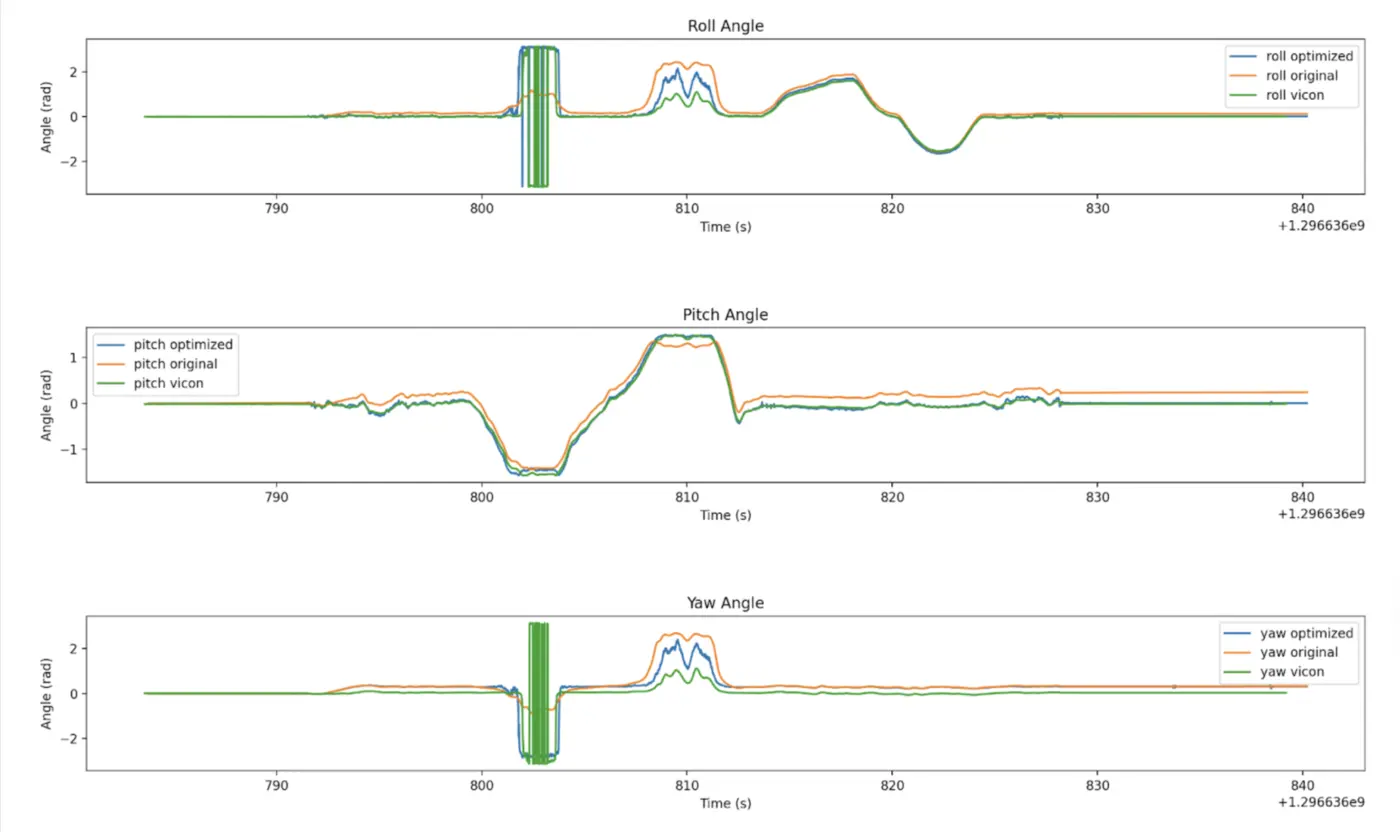 Roll Angle
2
0
−2
Angle (rad)
roll optimized
roll original
roll vicon
790 800 810 820 830 840
Time (s)
+1.296636e9
Pitch Angle
1
0
−1
Angle (rad)
pitch optimized
pitch original
pitch vicon
790 800 810 820 830 840
Time (s)
+1.296636e9
Yaw Angle
2
0
−2
Angle (rad)
yaw optimized
yaw original
yaw vicon
790 800 810 820 830 840
Time (s)
+1.296636e9